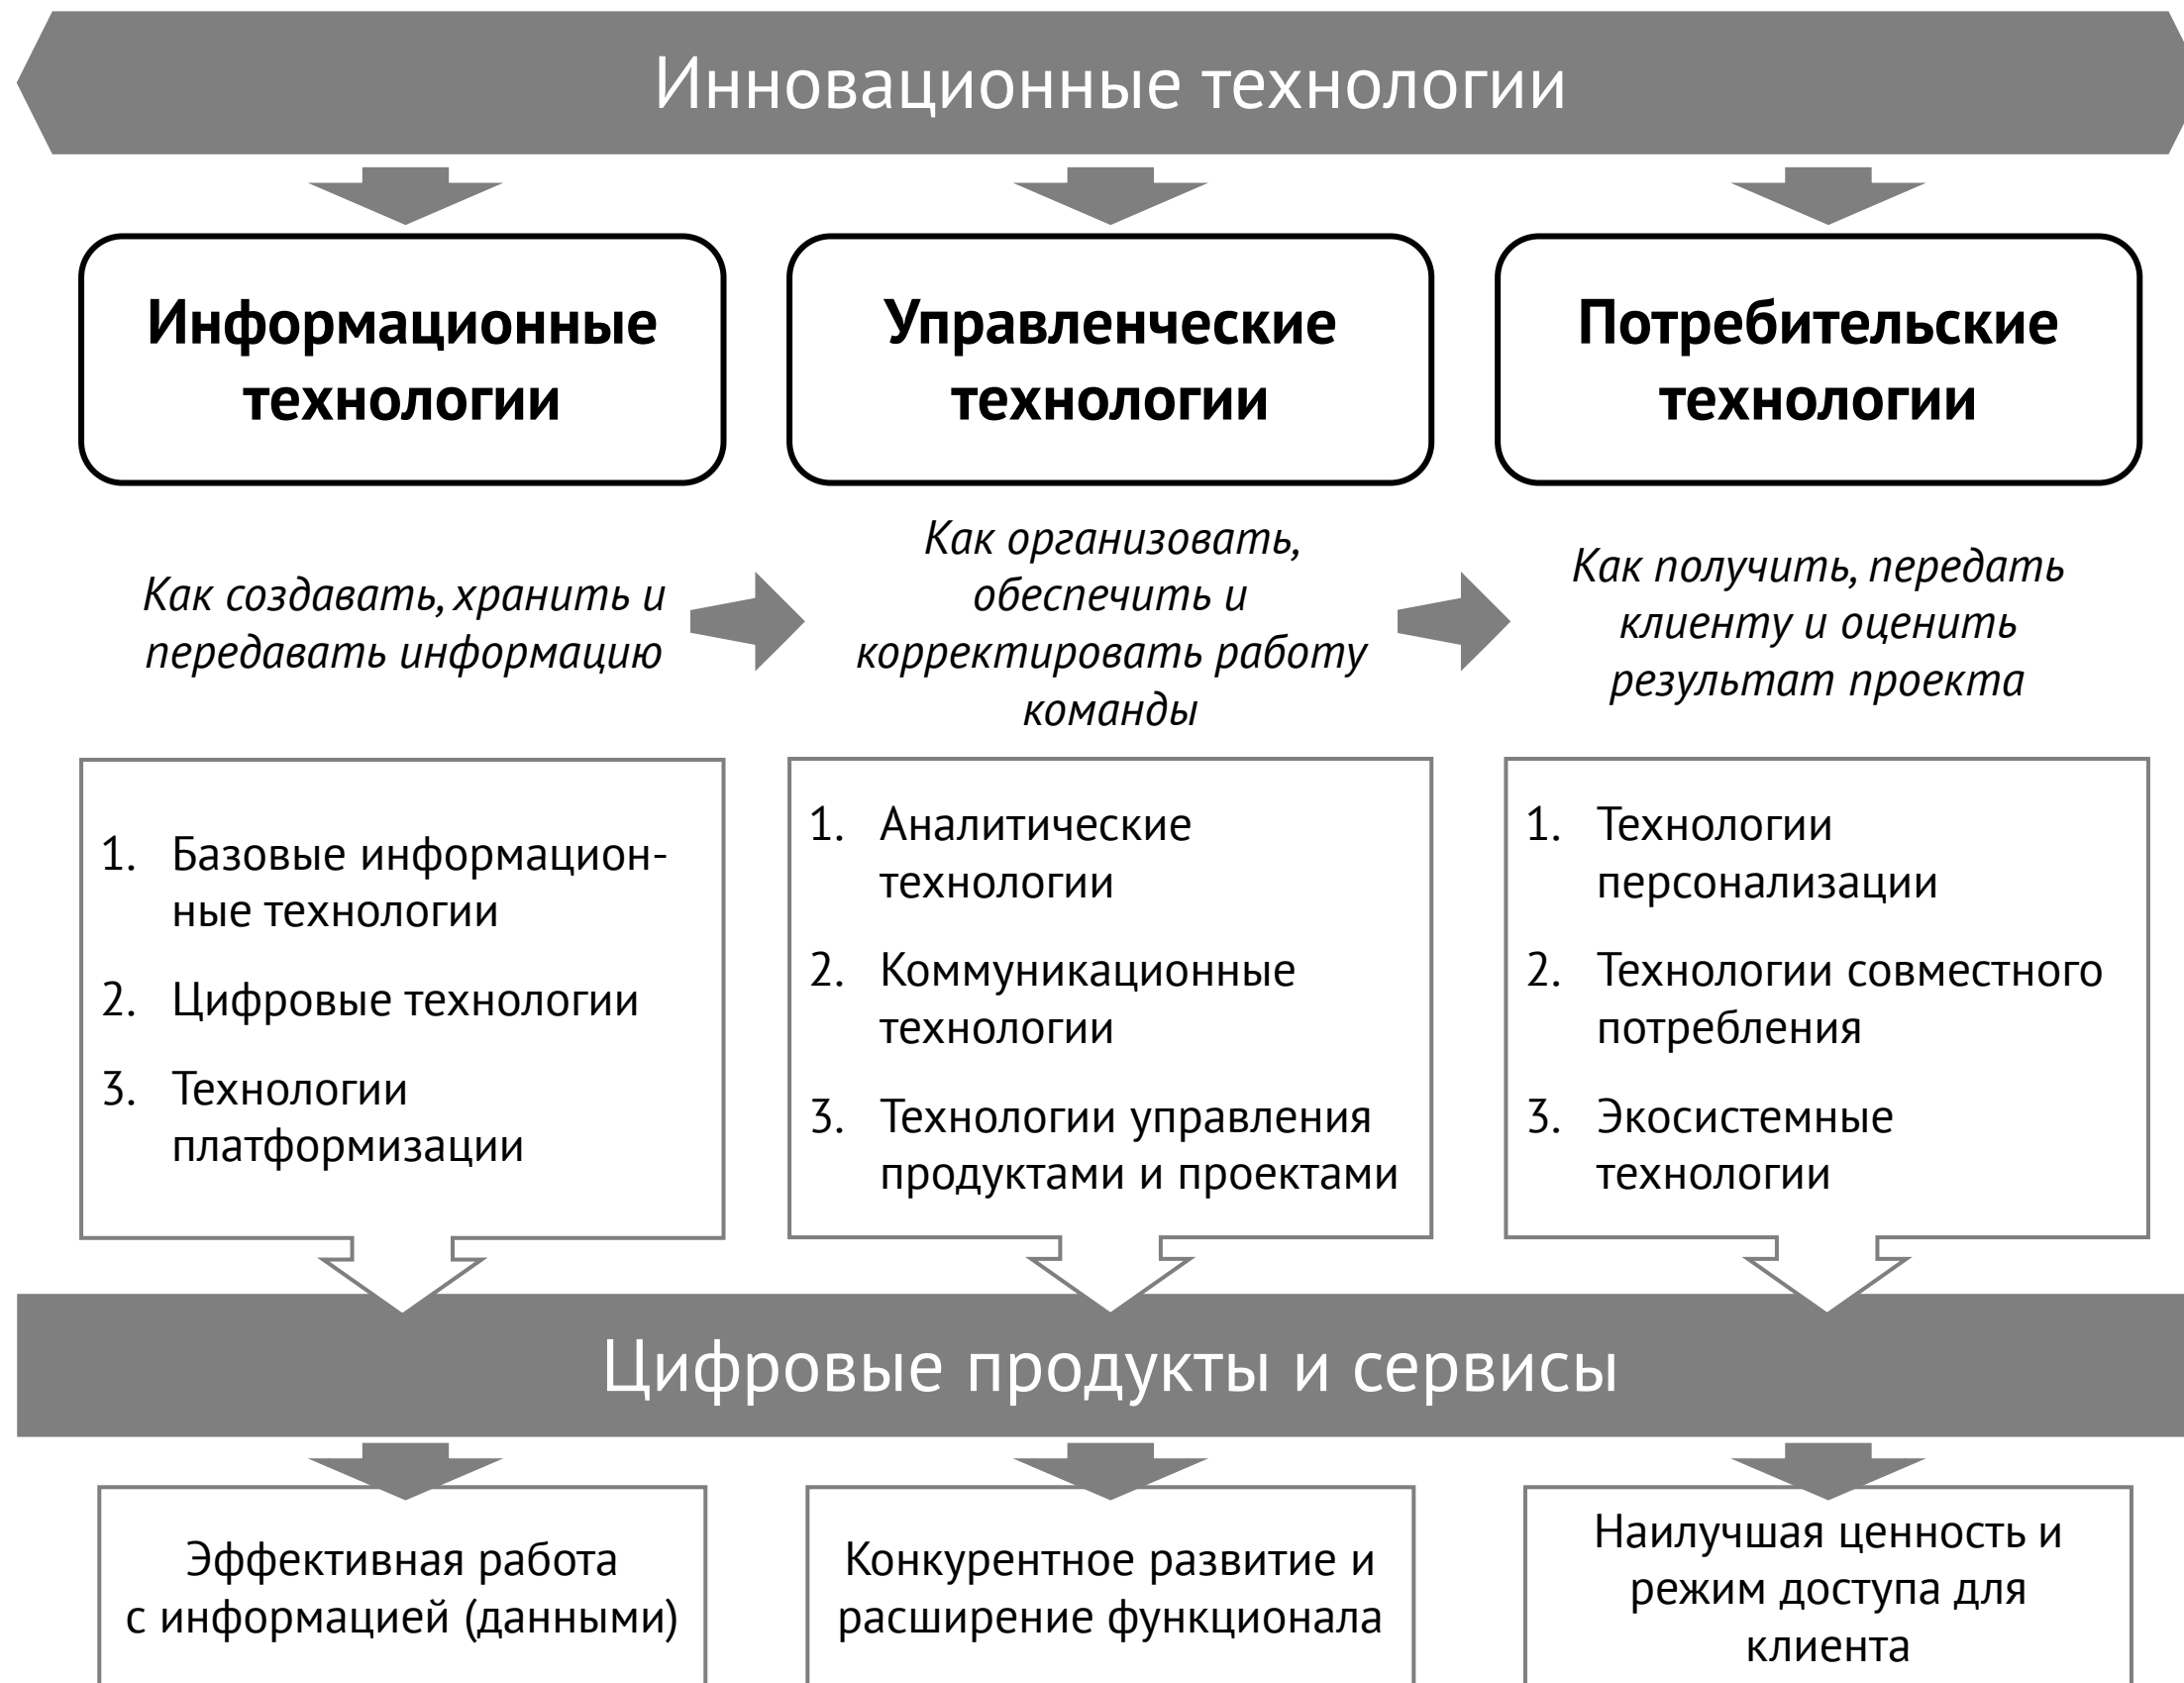 Инновационные технологии
Информационные
технологии
Управленческие
технологии
Потребительские
технологии
Как создавать, хранить и
передавать информацию
Как организовать,
обеспечить и
корректировать работу
команды
Как получить, передать
клиенту и оценить
результат проекта
1. Базовые информацион-
ные технологии
2. Цифровые технологии
3. Технологии
платформизации
1. Аналитические
технологии
2. Коммуникационные
технологии
3. Технологии управления
продуктами и проектами
1. Технологии
персонализации
2. Технологии совместного
потребления
3. Экосистемные
технологии
Цифровые продукты и сервисы
Эффективная работа
с информацией (данными)
Конкурентное развитие и
расширение функционала
Наилучшая ценность и
режим доступа для
клиента